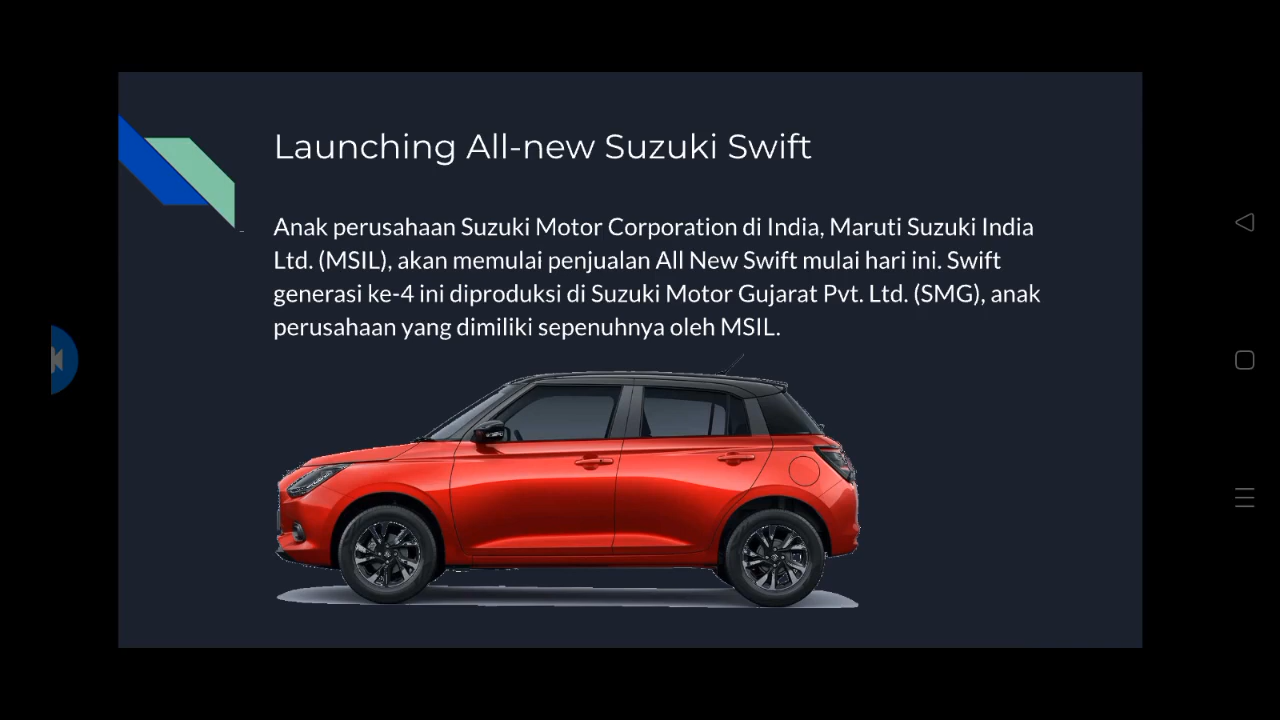 Launching All-new Suzuki Swift
Anak perusahaan Suzuki Motor Corporation di India, Maruti Suzuki India
Ltd. (MSIL), akan memulai penjualan All New Swift mulai hari ini. Swift
generasi ke-4 ini diproduksi di Suzuki Motor Gujarat Pvt. Ltd. (SMG), anak
perusahaan yang dimiliki sepenuhnya oleh MSIL.